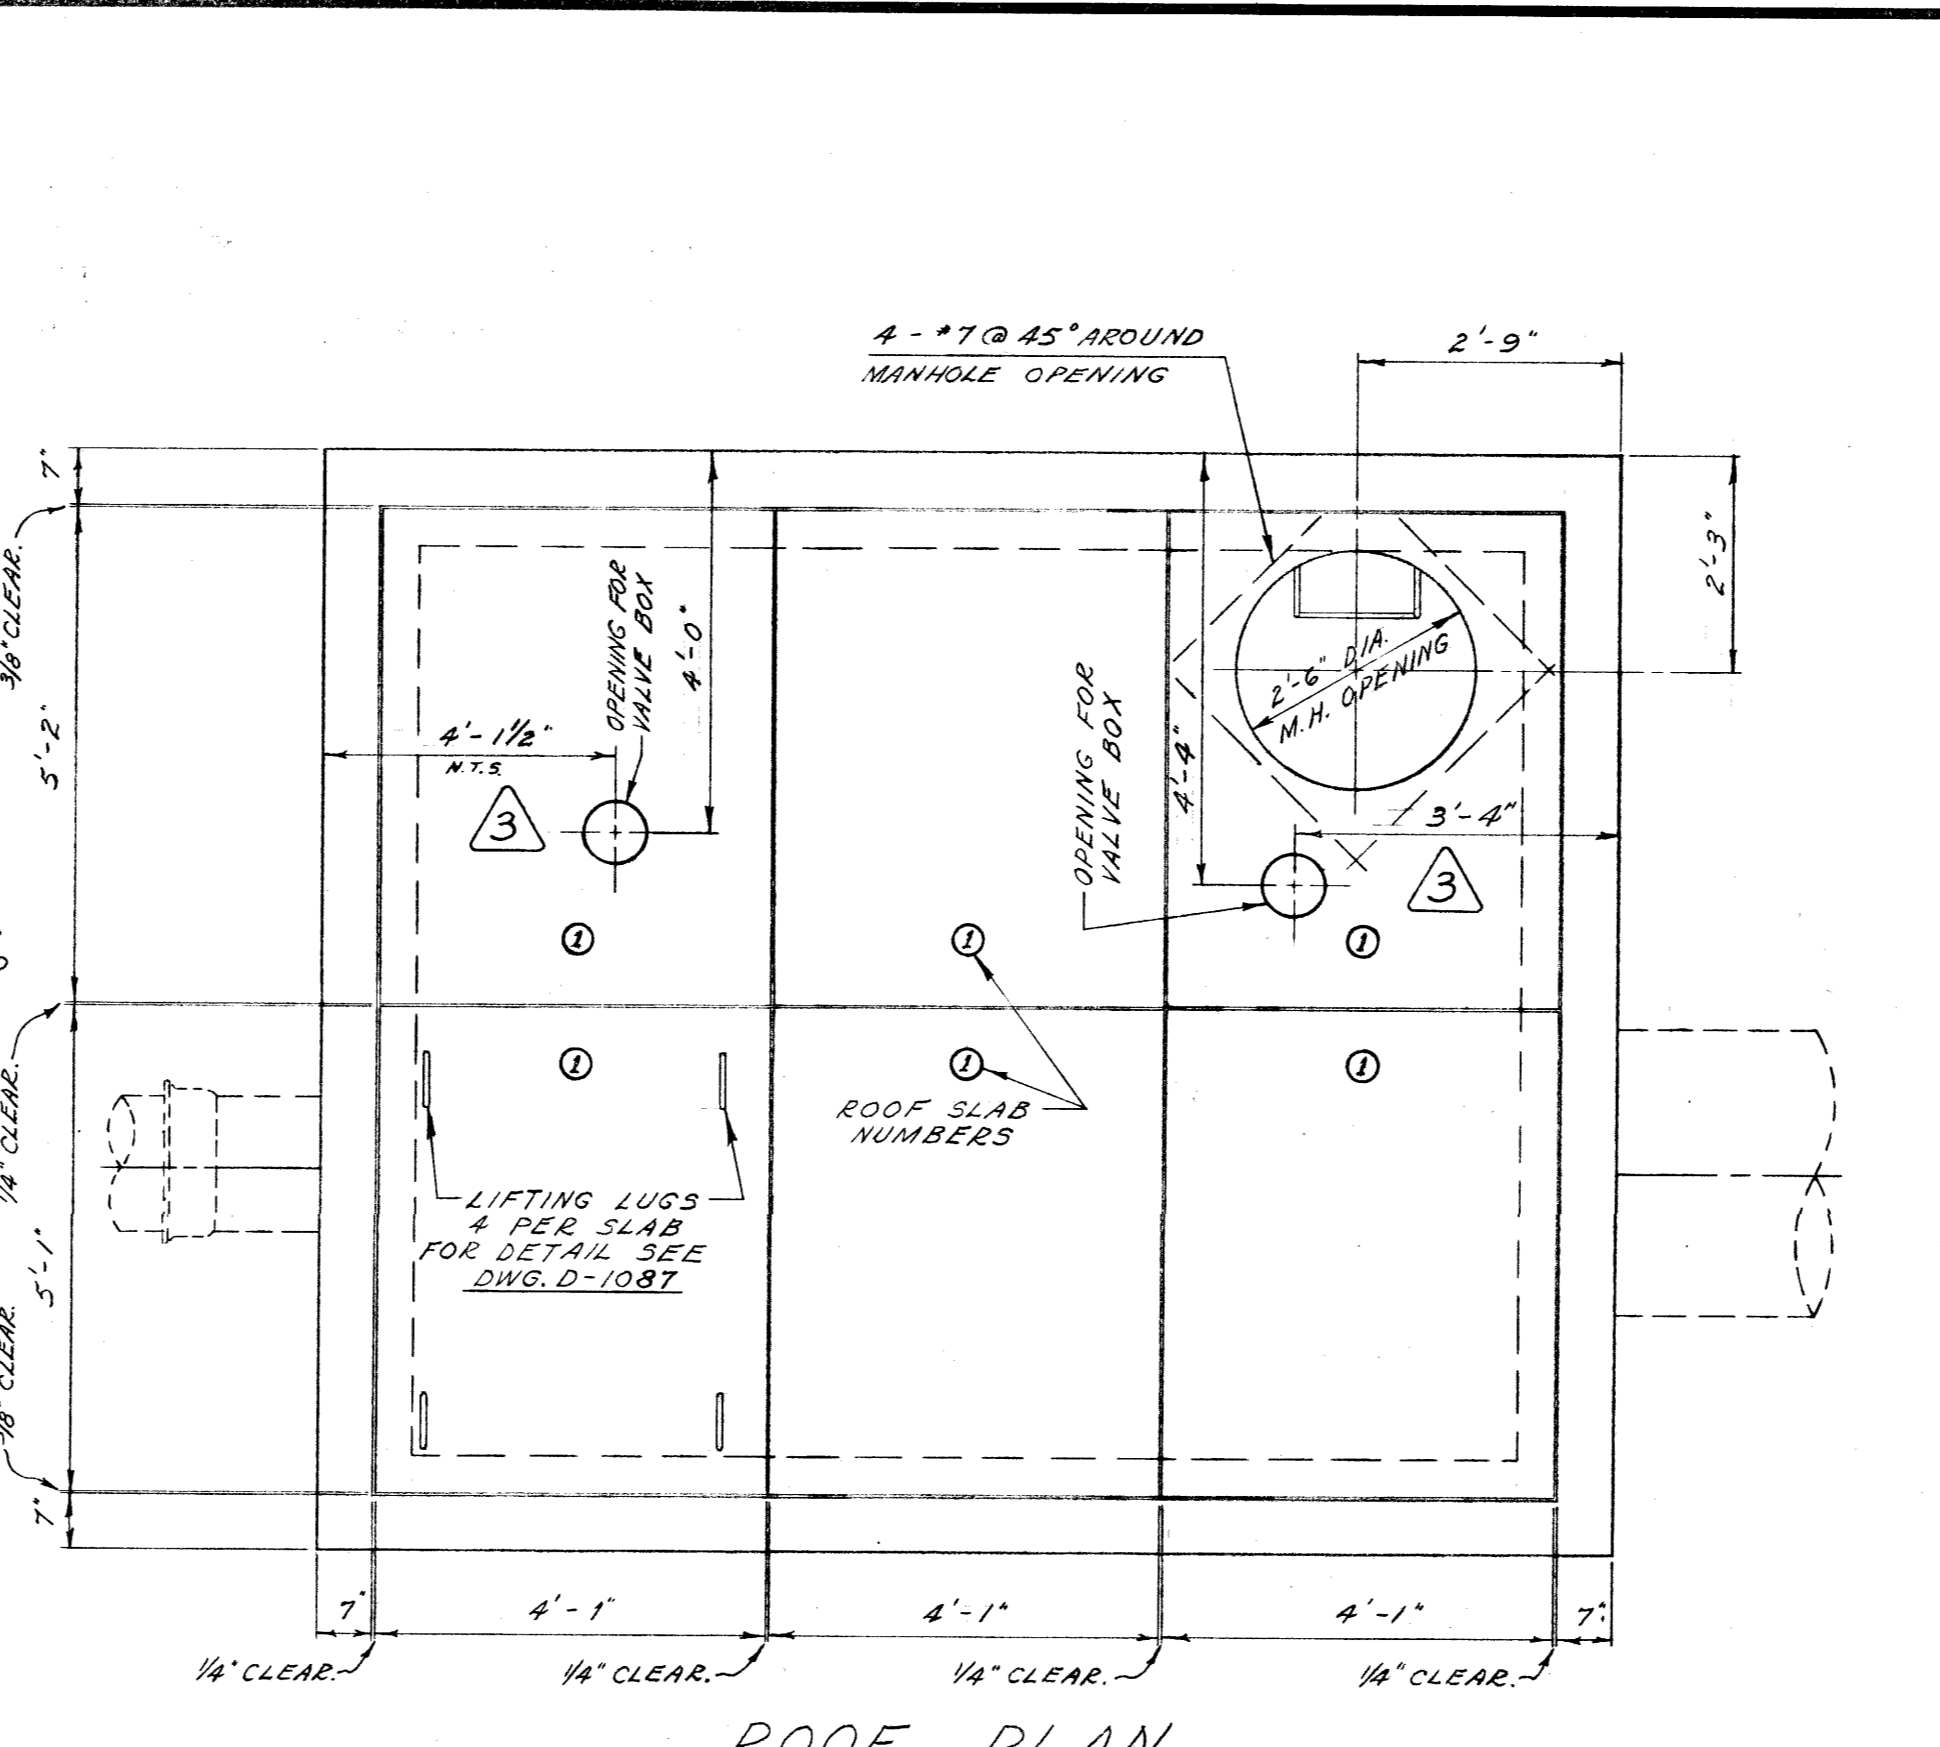 4 - #7 @ 45° AROUND
MANHOLE OPENING
2'-9"
7"
3/8" CLEAR.
5'-2"
OPENING FOR
VALVE BOX
4'-0"
4'-1½"
N.T.S.
3
2'-3"
2'-6" DIA.
M.H. OPENING
OPENING FOR
VALVE BOX
4'-4"
3'-4"
3
1
1
1
1
1
1
ROOF SLAB
NUMBERS
1/4" CLEAR.
5'-1"
LIFTING LUGS
4 PER SLAB
FOR DETAIL SEE
DWG. D-1087
CLEAR.
7"
7"
4'-1"
4'-1"
4'-1"
7"
1/4" CLEAR.
1/4" CLEAR.
1/4" CLEAR.
1/4" CLEAR.
ROOF PLAN